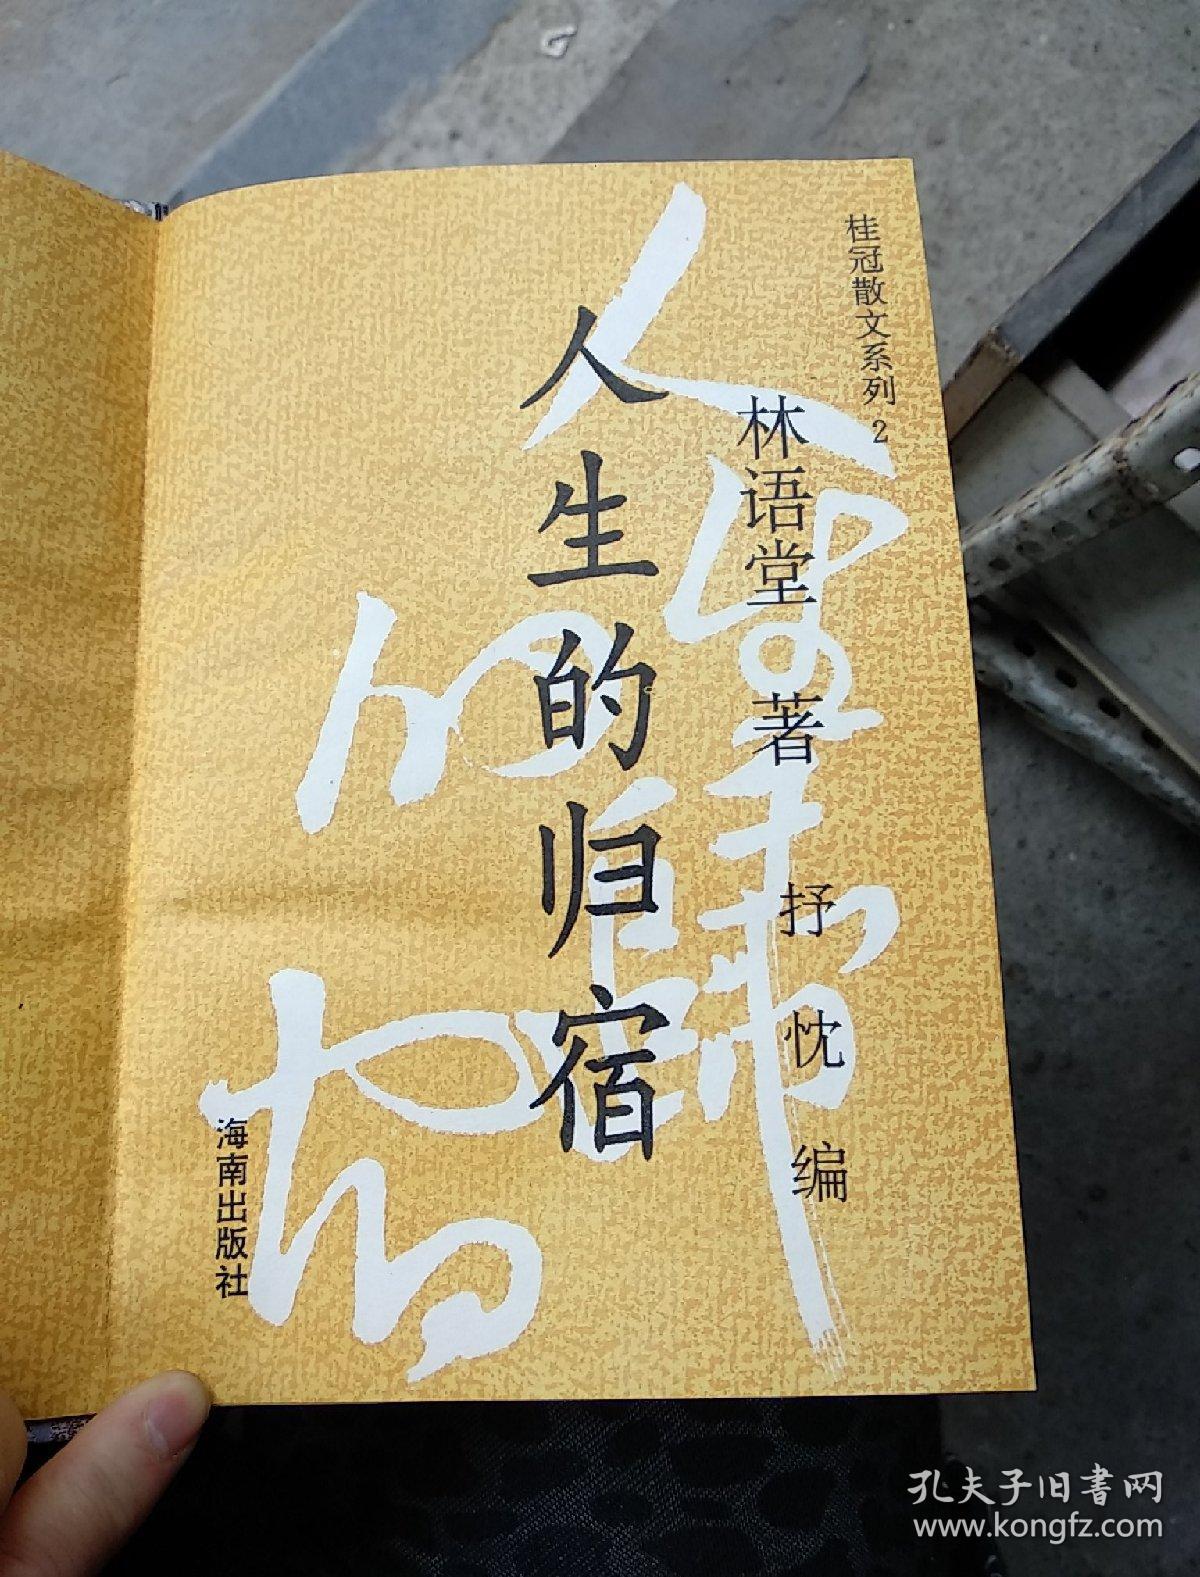 桂冠散文系列2
林语堂著
抒忱编
人生的归宿
海南出版社
孔夫子旧书网
www.kongfz.com